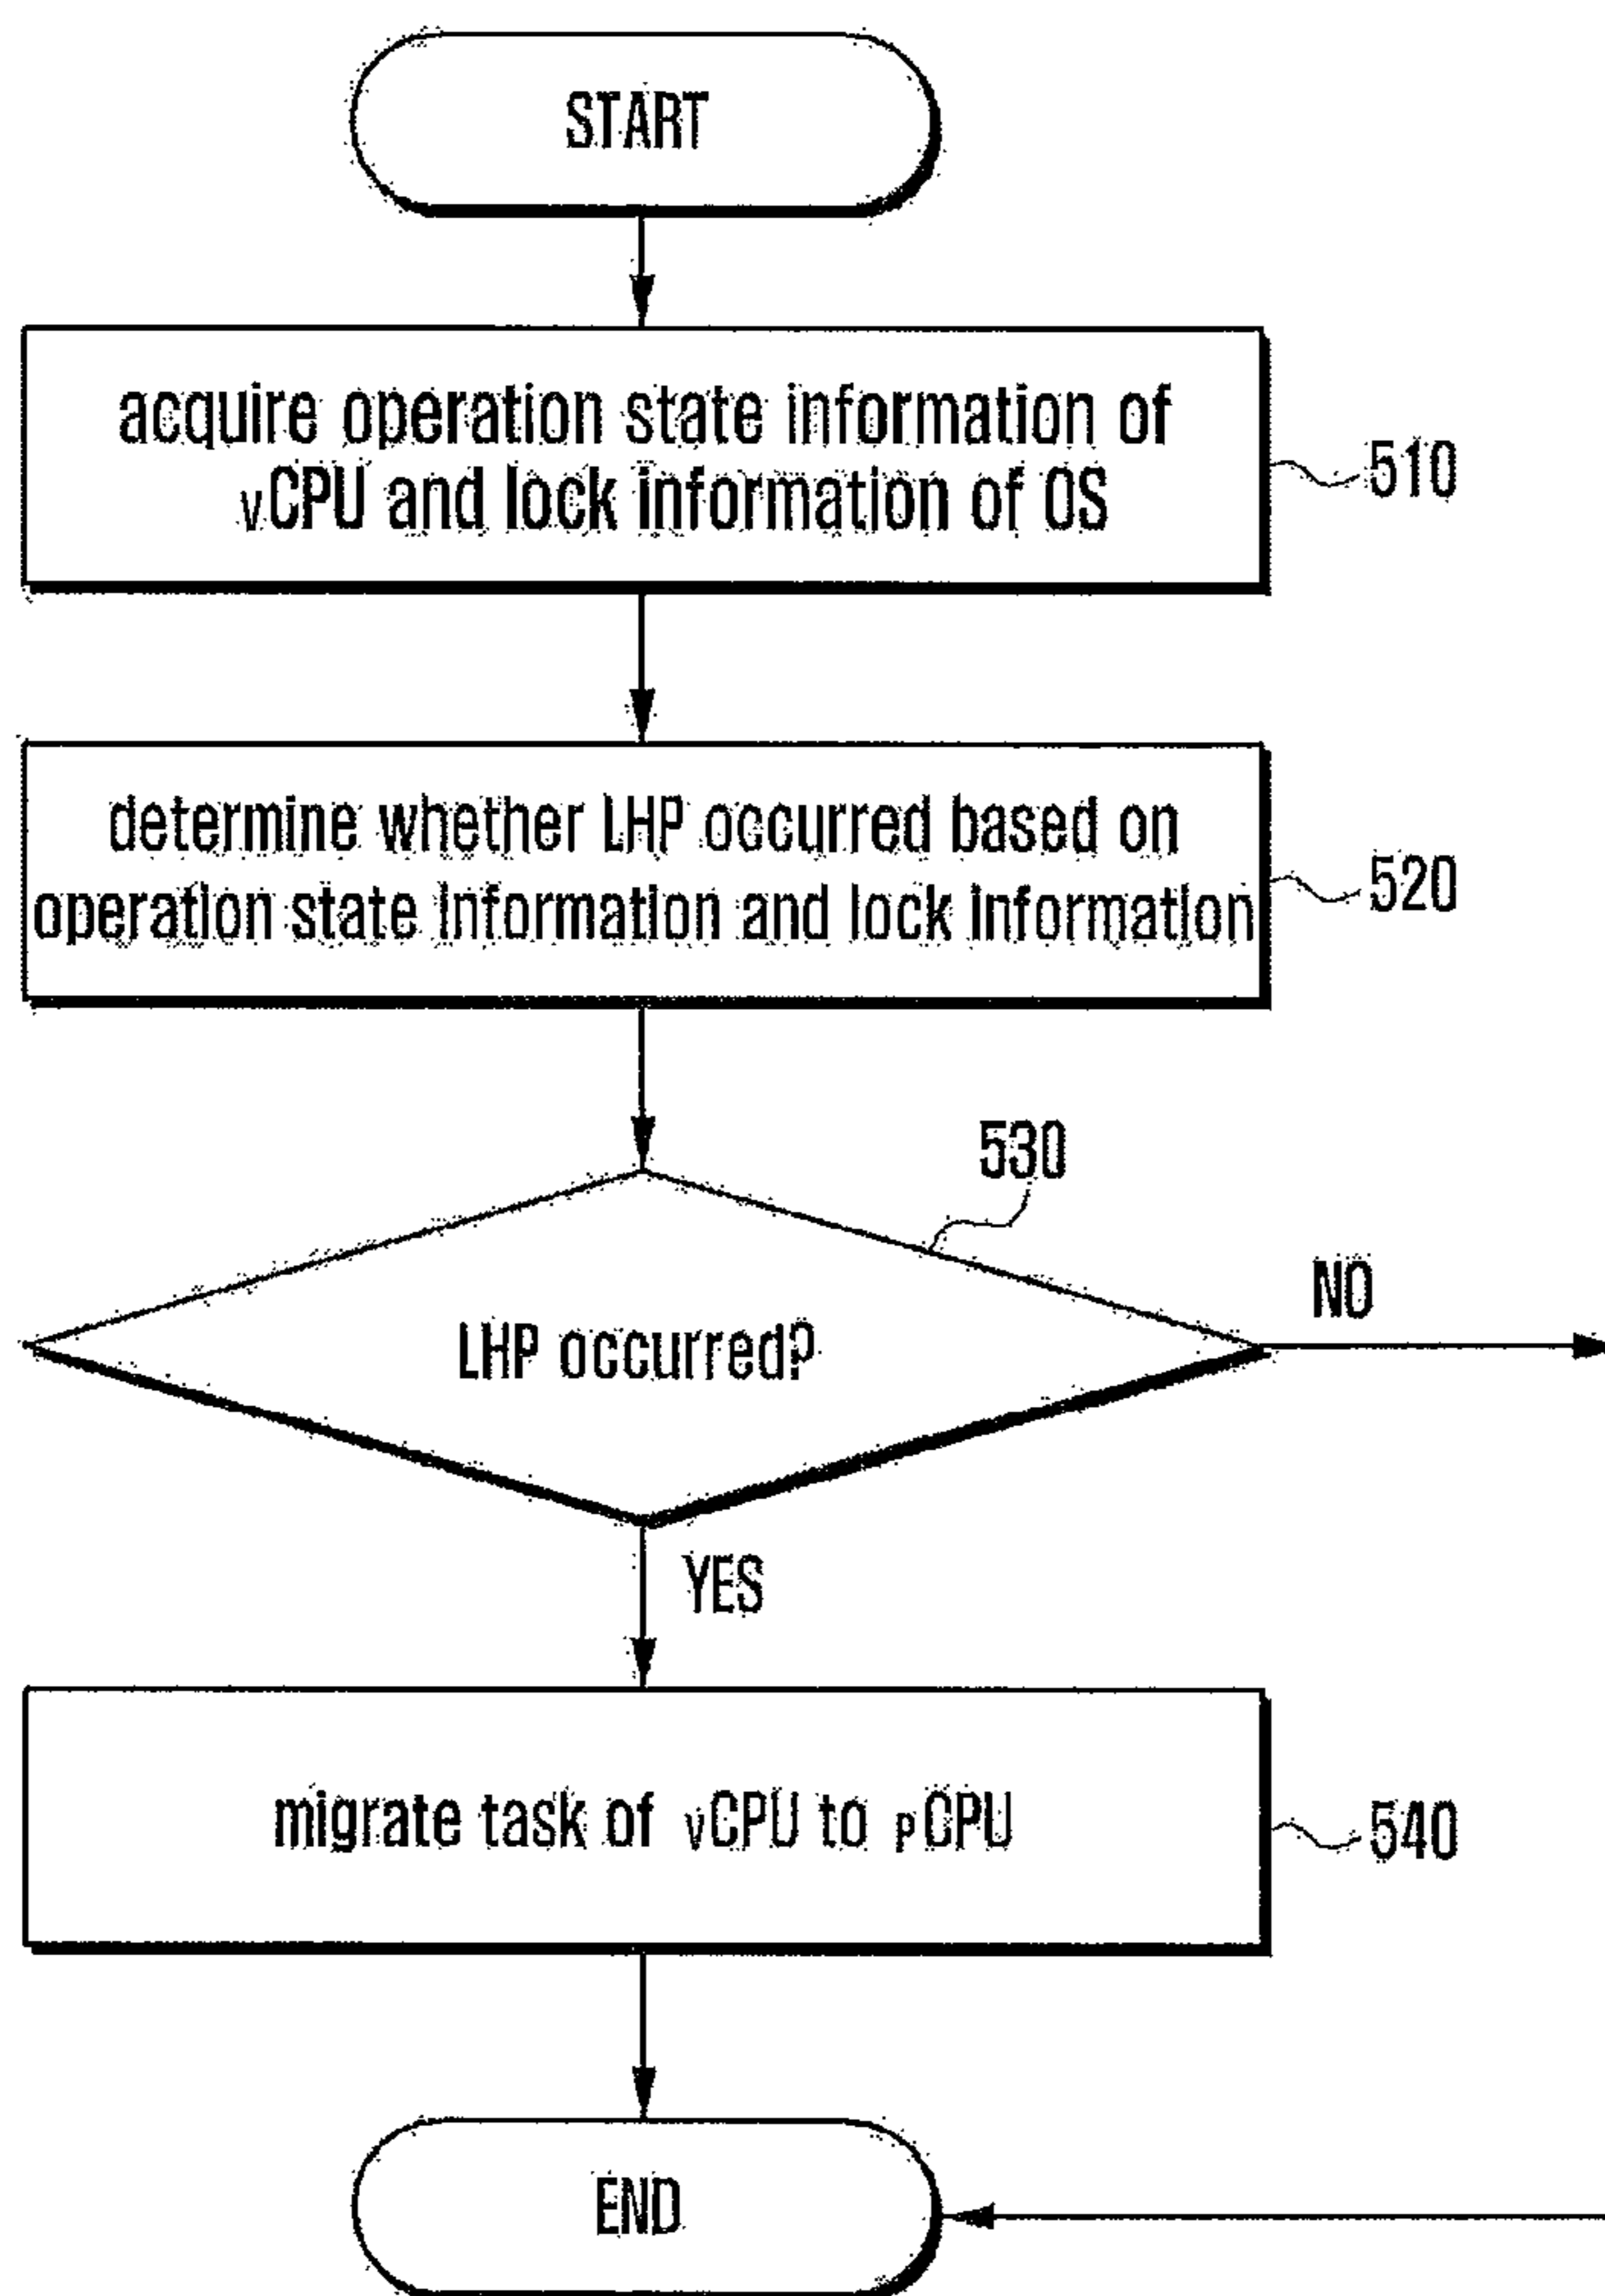 START
acquire operation state information of
vCPU and lock information of OS
510
determine whether LHP occurred based on
operation state information and lock information
520
530
LHP occurred?
NO
YES
migrate task of vCPU to pCPU
540
END